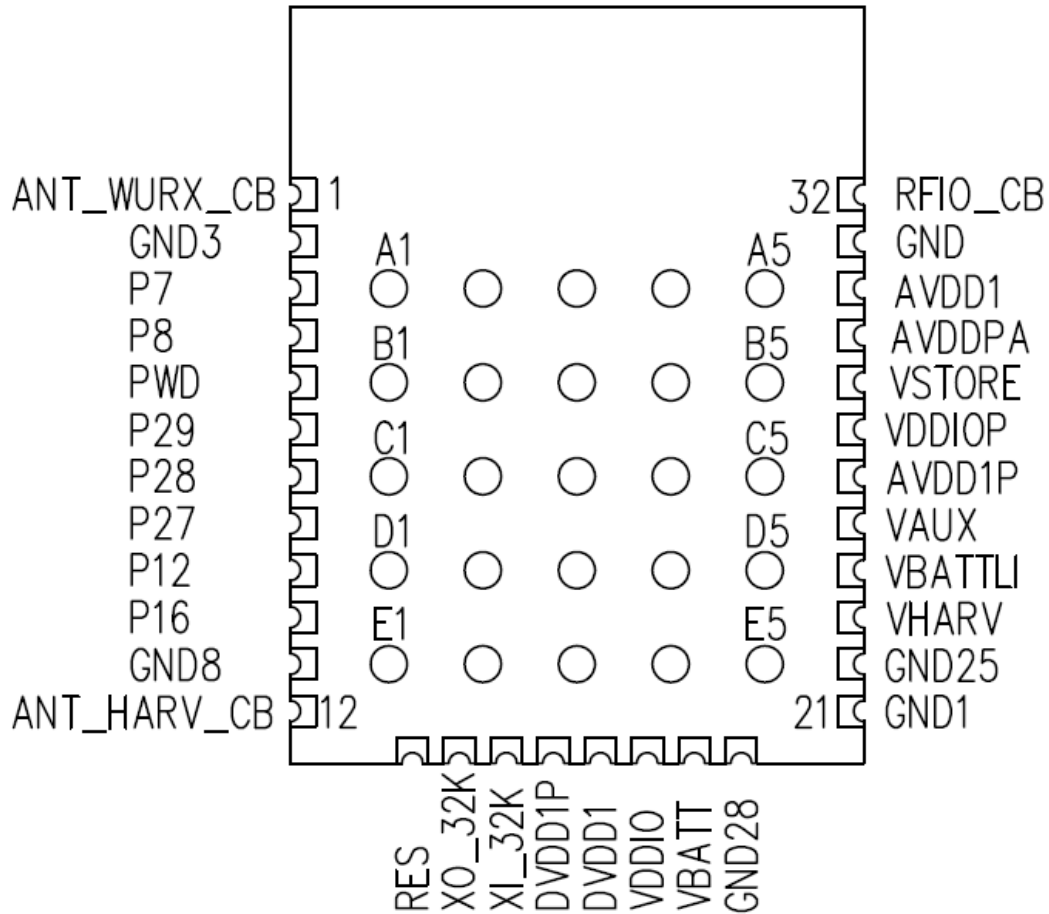 ANT_WURX_CB 1 32 RFIO_CB
GND3 GND
A1 A5
P7 AVDD1
P8 B1 B5 AVDDPA
PWD VSTORE
P29 C1 C5 VDDIOP
P28 AVDD1P
P27 D1 D5 VAUX
P12 VBATTLI
P16 E1 E5 VHARV
GND8 GND25
ANT_HARV_CB 12 21 GND1
RES
XO_32K
XI_32K
DVDD1P
DVDD1
VDDIO
VBATT
GND28